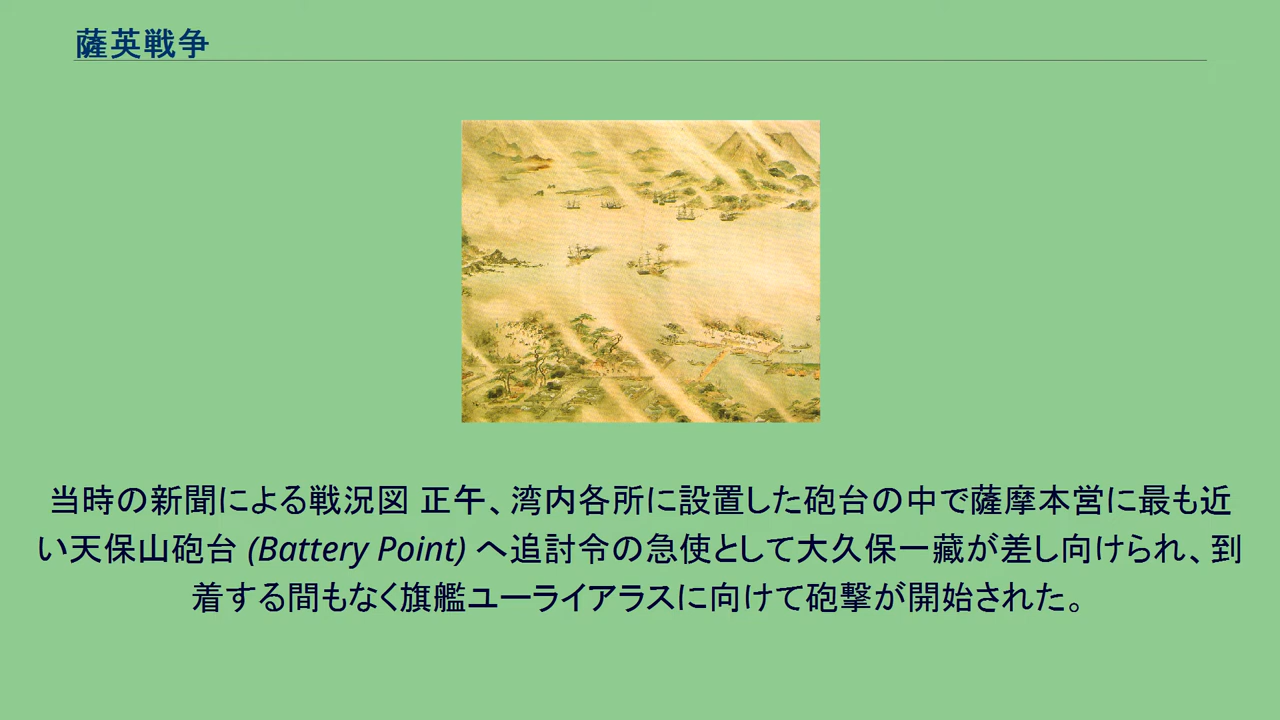 薩英戦争
当時の新聞による戦況図 正午、湾内各所に設置した砲台の中で薩摩本営に最も近
い天保山砲台 (Battery Point) へ追討令の急使として大久保一藏が差し向けられ、到
着する間もなく旗艦ユーライアラスに向けて砲撃が開始された。